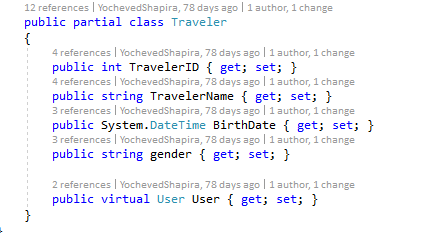 12 references | YochevedShapira, 78 days ago | 1 author, 1 change
public partial class Traveler
{
4 references | YochevedShapira, 78 days ago | 1 author, 1 change
public int TravelerID { get; set; }
4 references | YochevedShapira, 78 days ago | 1 author, 1 change
public string TravelerName { get; set; }
3 references | YochevedShapira, 78 days ago | 1 author, 1 change
public System.DateTime BirthDate { get; set; }
3 references | YochevedShapira, 78 days ago | 1 author, 1 change
public string gender { get; set; }
2 references | YochevedShapira, 78 days ago | 1 author, 1 change
public virtual User User { get; set; }
}